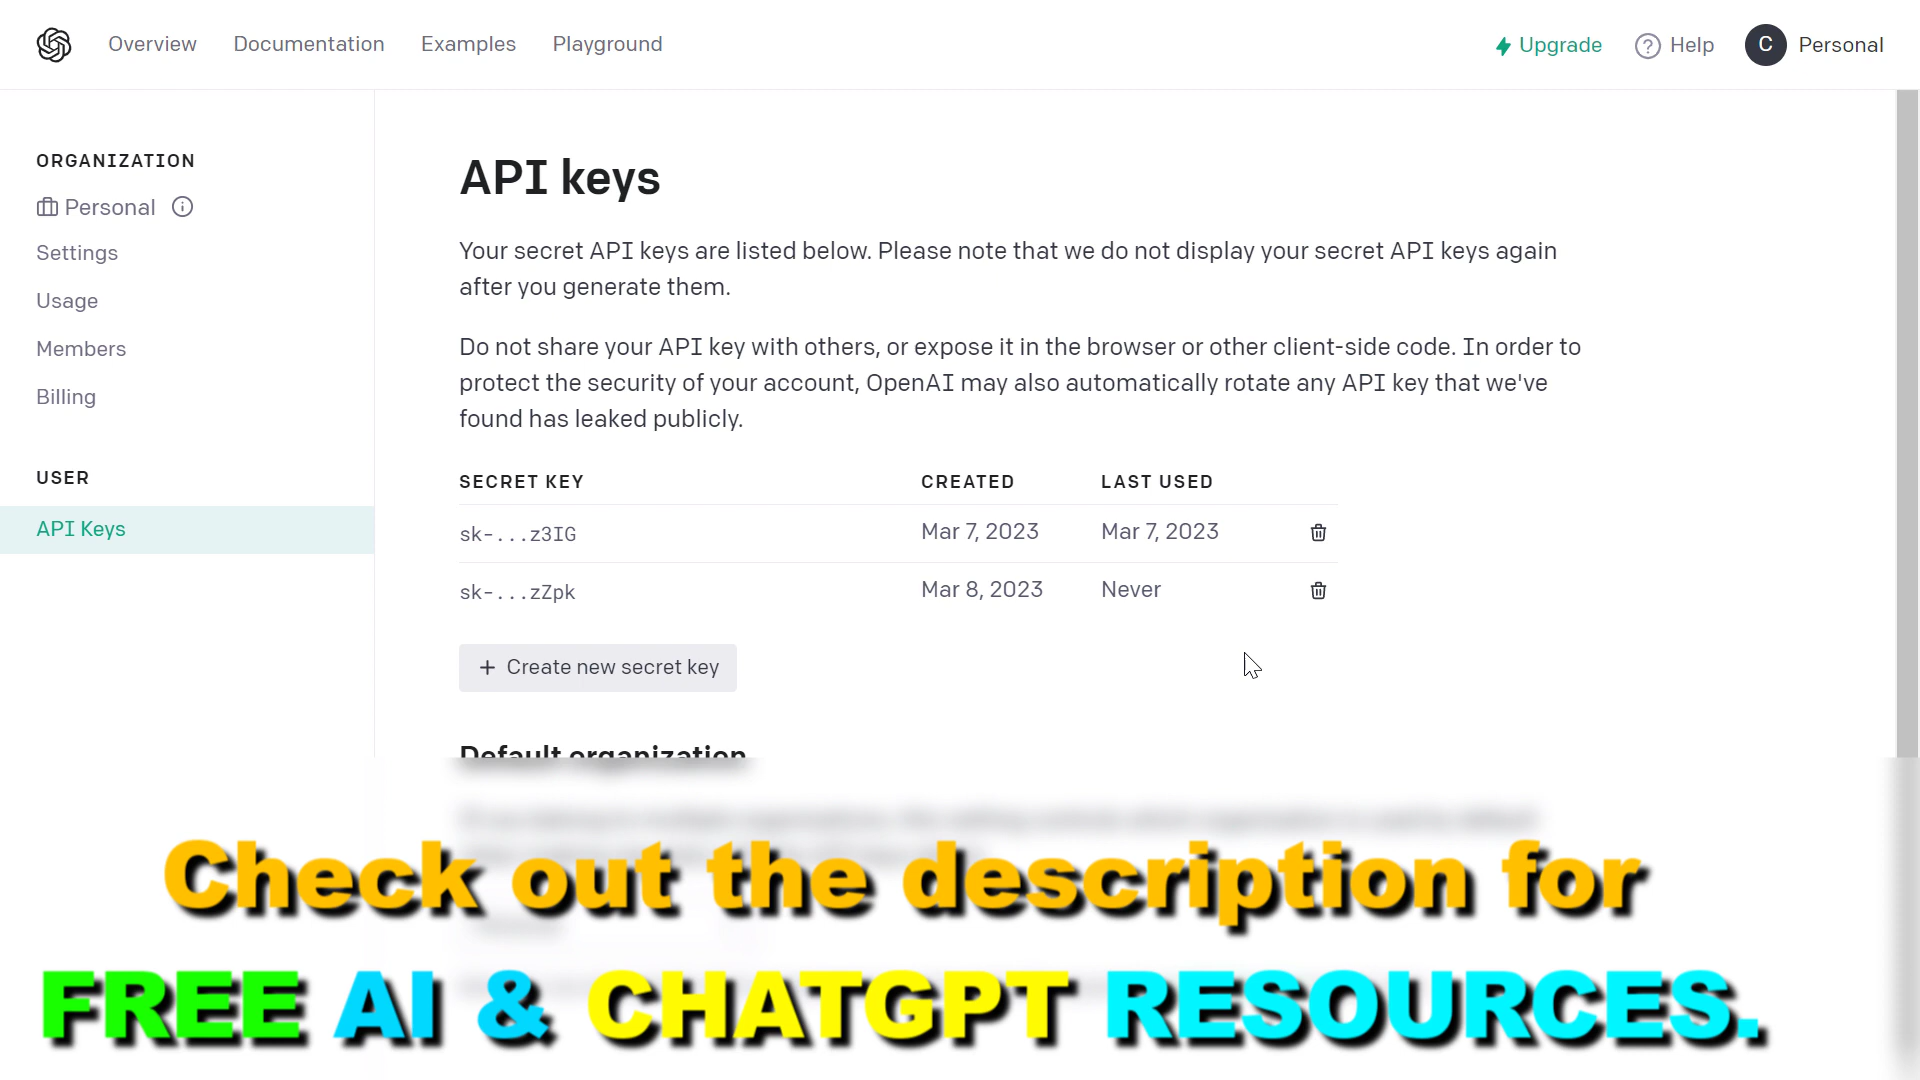 Overview Documentation Examples Playground
Upgrade Help C Personal
ORGANIZATION
Personal
Settings
Usage
Members
Billing
USER
API Keys
API keys
Your secret API keys are listed below. Please note that we do not display your secret API keys again
after you generate them.
Do not share your API key with others, or expose it in the browser or other client-side code. In order to
protect the security of your account, OpenAI may also automatically rotate any API key that we've
found has leaked publicly.
SECRET KEY CREATED LAST USED
sk-...z3IG Mar 7, 2023 Mar 7, 2023
sk-...zZpk Mar 8, 2023 Never
+ Create new secret key
Default organization
Check out the description for
FREE AI & CHATGPT RESOURCES.